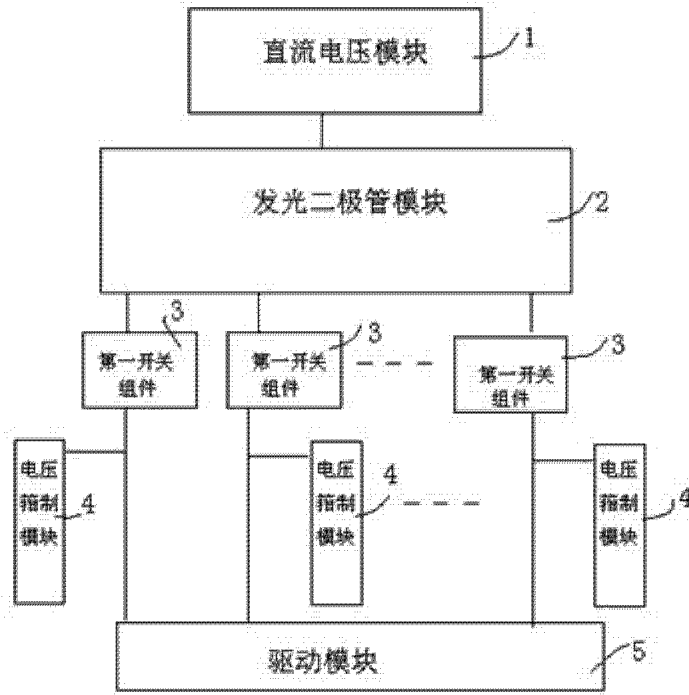 直流电压模块
1
发光二极管模块
2
3
第一开关
组件
3
第一开关
组件
3
第一开关
组件
电压
箝制
模块
4
电压
箝制
模块
4
电压
箝制
模块
4
驱动模块
5